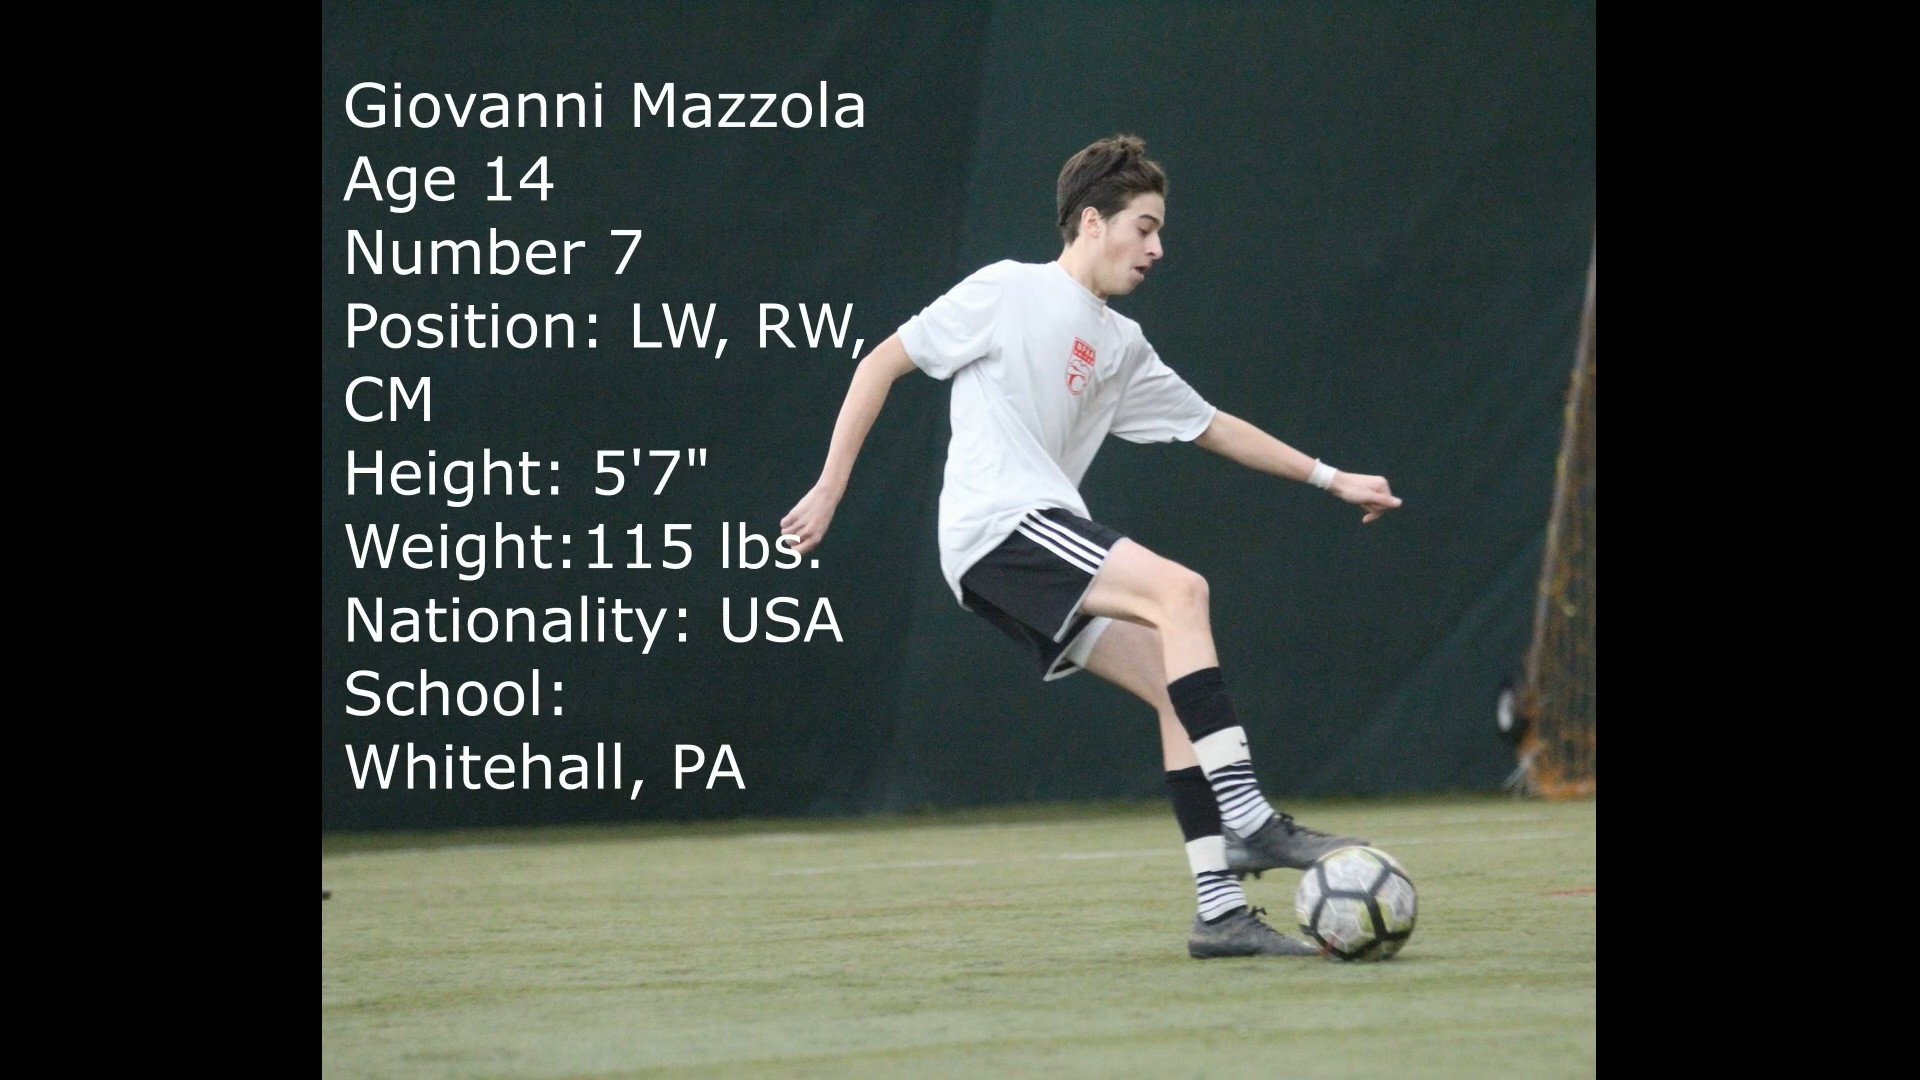 Giovanni Mazzola
Age 14
Number 7
Position: LW, RW,
CM
Height: 5'7"
Weight:115 lbs.
Nationality: USA
School:
Whitehall, PA